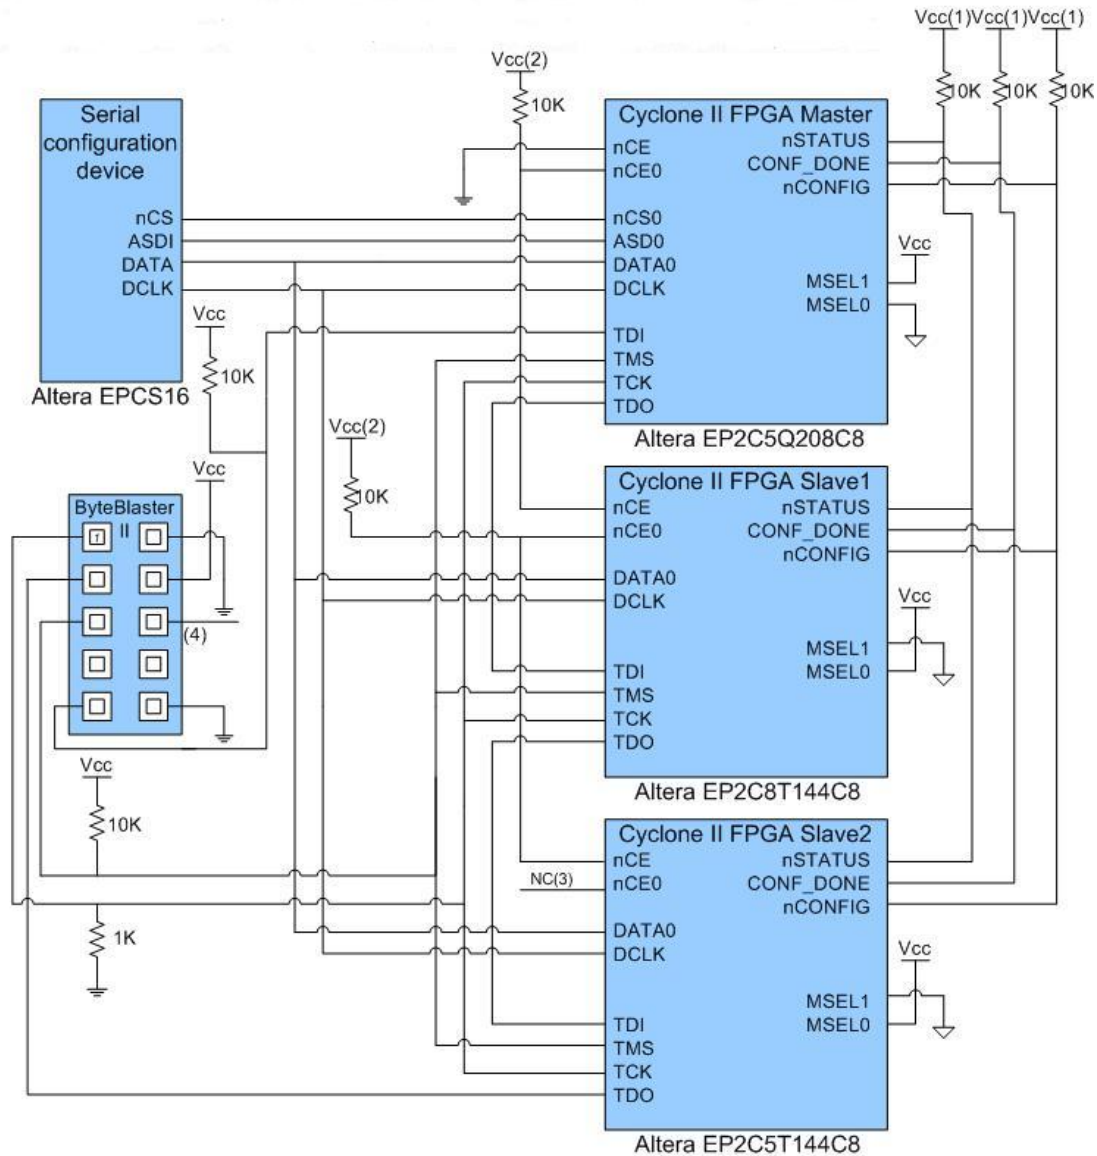 Vcc(1) Vcc(1) Vcc(1)
10K 10K 10K
Vcc(2)
10K
Serial
configuration
device
nCS
ASDI
DATA
DCLK
Altera EPCS16
Cyclone II FPGA Master
nCE
nCE0
nCS0
ASD0
DATA0
DCLK
TDI
TMS
TCK
TDO
nSTATUS
CONF_DONE
nCONFIG
MSEL1
MSEL0
Vcc
Altera EP2C5Q208C8
Vcc
10K
Vcc(2)
10K
Vcc
ByteBlaster
II
1
(4)
Cyclone II FPGA Slave1
nCE
nCE0
DATA0
DCLK
TDI
TMS
TCK
TDO
nSTATUS
CONF_DONE
nCONFIG
MSEL1
MSEL0
Vcc
Altera EP2C8T144C8
Vcc
10K
1K
Cyclone II FPGA Slave2
nCE
nCE0
NC(3)
DATA0
DCLK
TDI
TMS
TCK
TDO
nSTATUS
CONF_DONE
nCONFIG
MSEL1
MSEL0
Vcc
Altera EP2C5T144C8